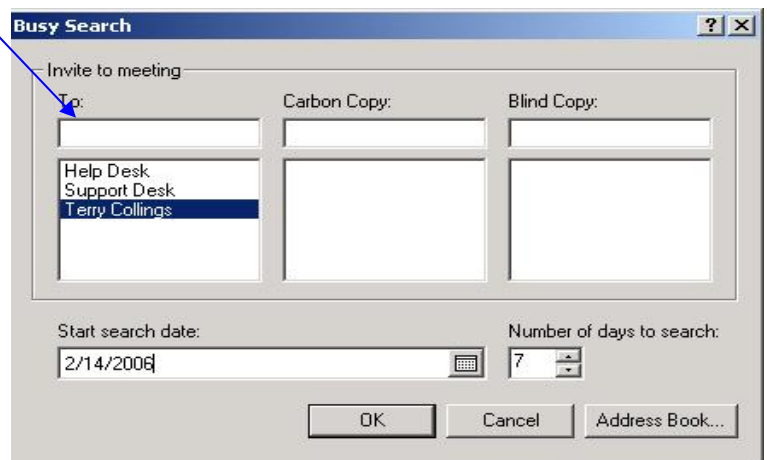 Busy Search
Invite to meeting
To: Carbon Copy: Blind Copy:
Help Desk
Support Desk
Terry Collings
Start search date: Number of days to search:
2/14/2006 7
OK Cancel Address Book...